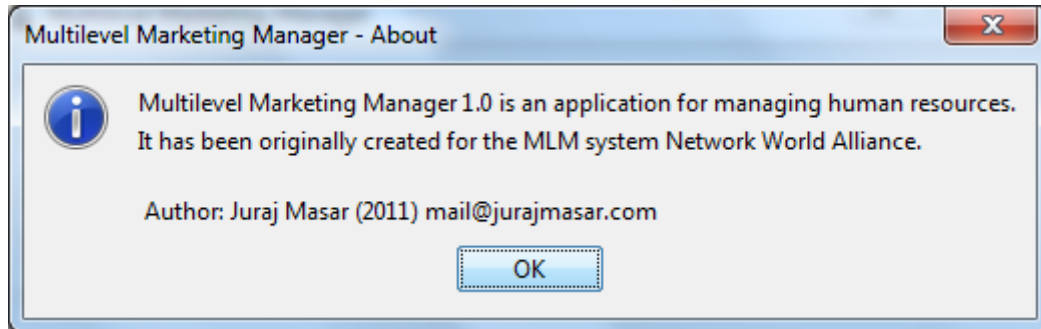 Multilevel Marketing Manager - About
Multilevel Marketing Manager 1.0 is an application for managing human resources.
It has been originally created for the MLM system Network World Alliance.
Author: Juraj Masar (2011) mail@jurajmasar.com
OK